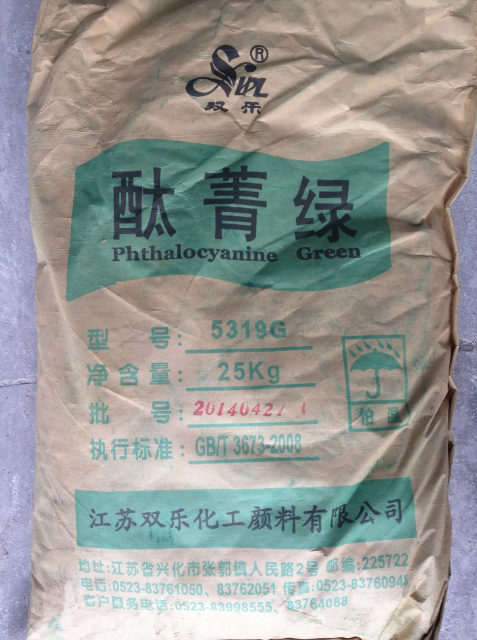 ®
双乐
酞菁绿
Phthalocyanine Green
型号: 5319G
净含量: 25Kg
批号: 20140427 1
执行标准: GB/T 3673-2008
怕湿
江苏双乐化工颜料有限公司
地址:江苏省兴化市张郭镇人民路2号 邮编:225722
电话:0523-83761050、83762051 传真:0523-8376094
客户服务电话:0523-83998555、83764088